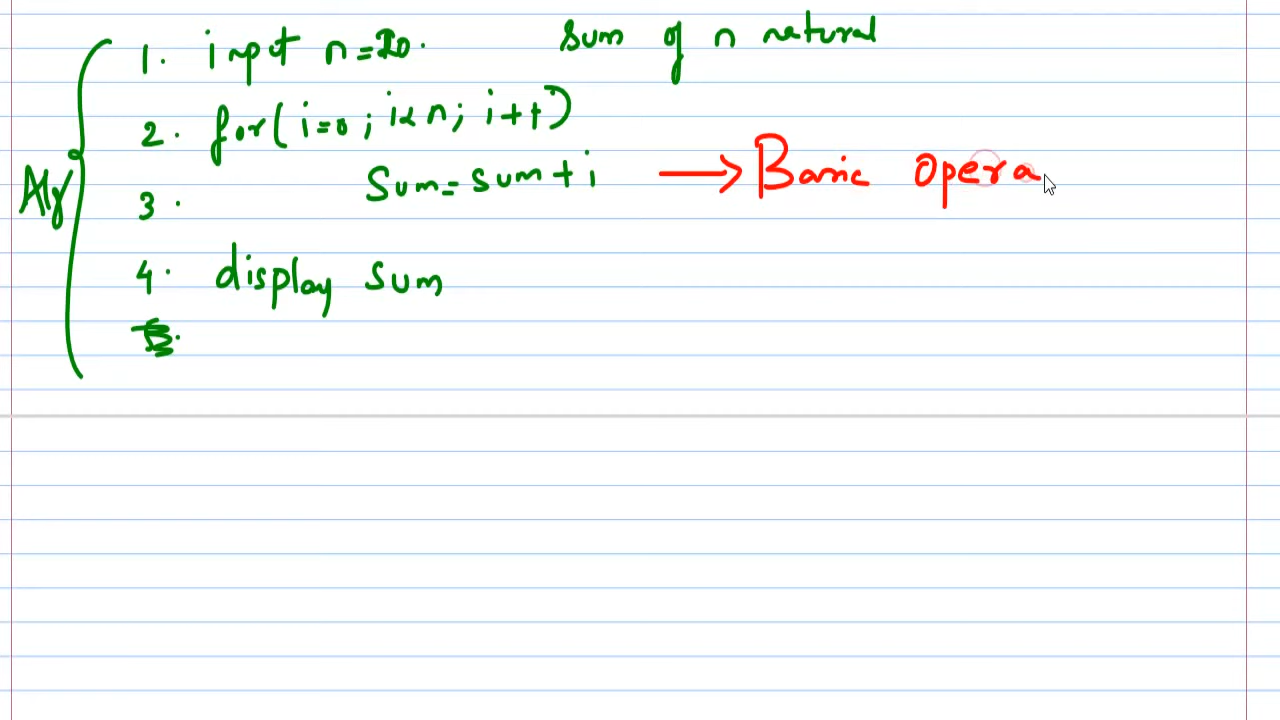 1. input n=20. sum of n natural
2. for(i=0; i<n; i++)
Alg 3. Sum=sum+i → Basic Opera
4. display sum